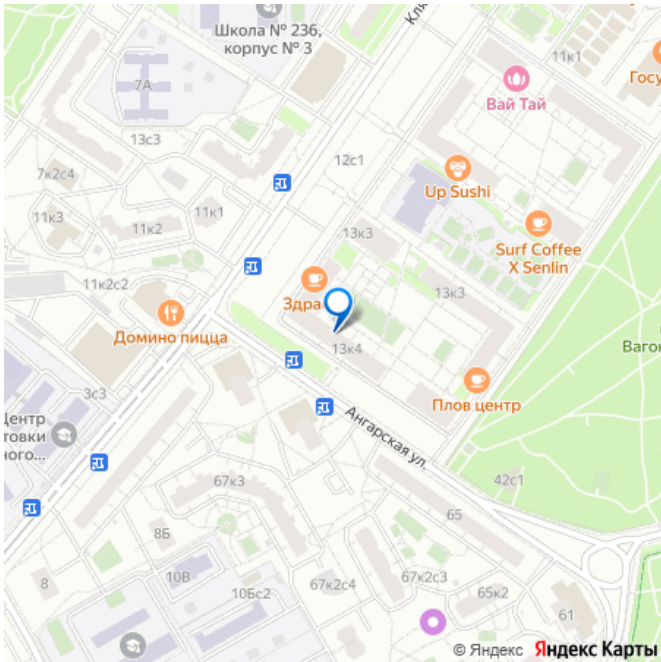 Школа № 236,
корпус № 3
Кля
11к1
Госу
7А
Вай Тай
13с3
12с1
7к2с4
Up Sushi
11к3
11к1
11к2
13к3
Surf Coffee
X Senlin
11к2с2
13к3
Здра
Домино пицца
13к4
Ваго
3с3
Плов центр
Центр
товки
ного...
Ангарская ул.
67к3
42с1
65
8Б
8
10В
10Бс2
67к2с4
67к2с3
65к2
61
© Яндекс Яндекс Карты